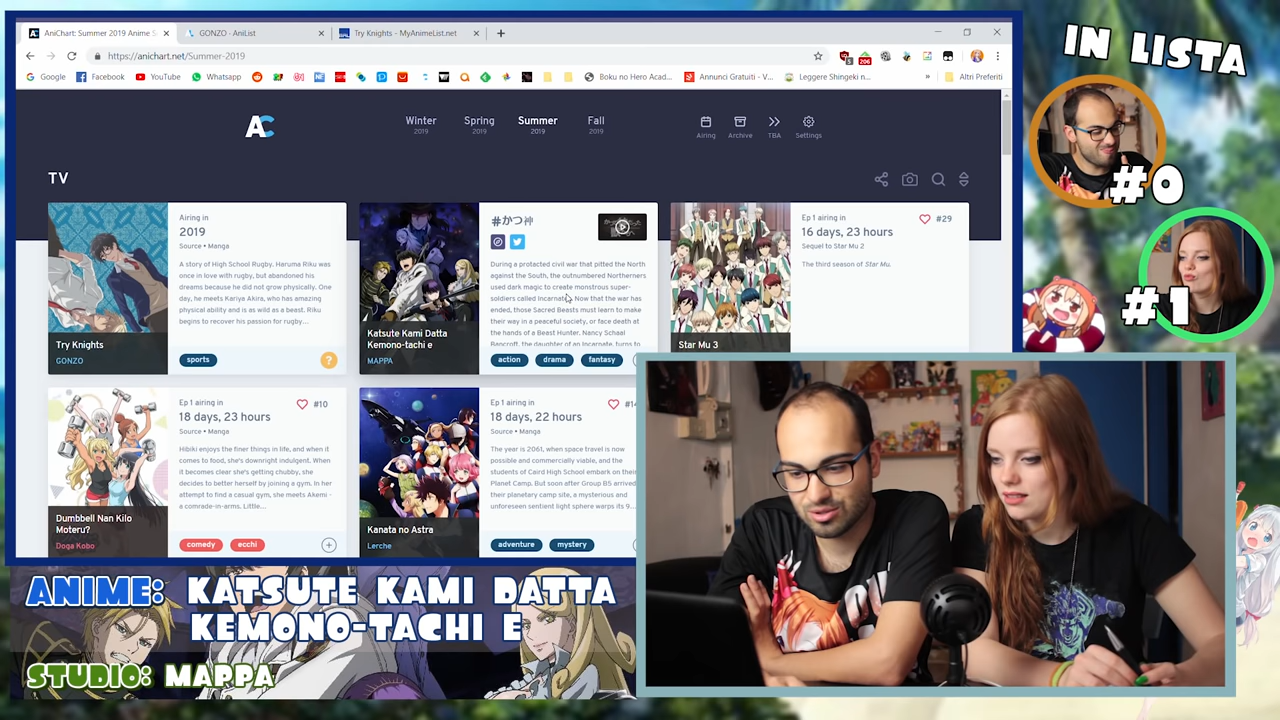 AniChart: Summer 2019 Anime S
GONZO - AniList
Try Knights - MyAnimeList.net
https://anichart.net/Summer-2019
Google
Facebook
YouTube
Whatsapp
Boku no Hero Acad...
Annunci Gratuiti - V...
Leggere Shingeki n...
»
Altri Preferiti
AC
Winter
2019
Spring
2019
Summer
2019
Fall
2019
Airing
Archive
TBA
Settings
TV
Airing in
2019
Source • Manga
A story of High School Rugby. Haruma Riku was
once in love with rugby, but abandoned his
dreams because he did not grow physically. One
day, he meets Kariya Akira, who has amazing
physical ability and is as wild as a beast. Riku
begins to recover his passion for rugby...
Try Knights
GONZO
sports
?
#かつ神
During a protacted civil war that pitted the North
against the South, the outnumbered Northerners
used dark magic to create monstrous super-
soldiers called Incarnates. Now that the war has
ended, those Sacred Beasts must learn to make
their way in a peaceful society, or face death at
the hands of a Beast Hunter. Nancy Schaal
Bancroft, the daughter of an Incarnate, turns to
Katsute Kami Datta
Kemono-tachi e
MAPPA
action
drama
fantasy
Ep 1 airing in
#29
16 days, 23 hours
Sequel to Star Mu 2
The third season of Star Mu.
Star Mu 3
Ep 1 airing in
#10
18 days, 23 hours
Source • Manga
Hibiki enjoys the finer things in life, and when it
comes to food, she's downright indulgent. When
it becomes clear she's getting chubby, she
decides to better herself by joining a gym. In her
attempt to find a casual gym, she meets Akemi -
a comrade-in-arms. Little...
Dumbbell Nan Kilo
Moteru?
Doga Kobo
comedy
ecchi
Ep 1 airing in
18 days, 22 hours
Source • Manga
The year is 2061, when space travel is now
possible and commercially viable, and the
students of Caird High School embark on their
Planet Camp. But soon after Group B5 arrived
their planetary camp site, a mysterious and
unforeseen sentient light sphere warps its 9...
Kanata no Astra
Lerche
adventure
mystery
IN LISTA
#0
#1
ANIME: KATSUTE KAMI DATTA
KEMONO-TACHI E
STUDIO: MAPPA